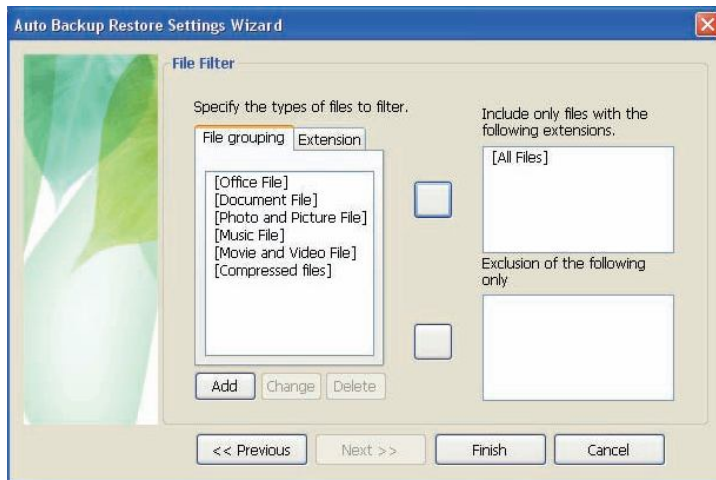 Auto Backup Restore Settings Wizard
File Filter
Specify the types of files to filter.
File grouping
Extension
[Office File]
[Document File]
[Photo and Picture File]
[Music File]
[Movie and Video File]
[Compressed files]
Add
Change
Delete
Include only files with the
following extensions.
[All Files]
Exclusion of the following
only
<< Previous
Next >>
Finish
Cancel